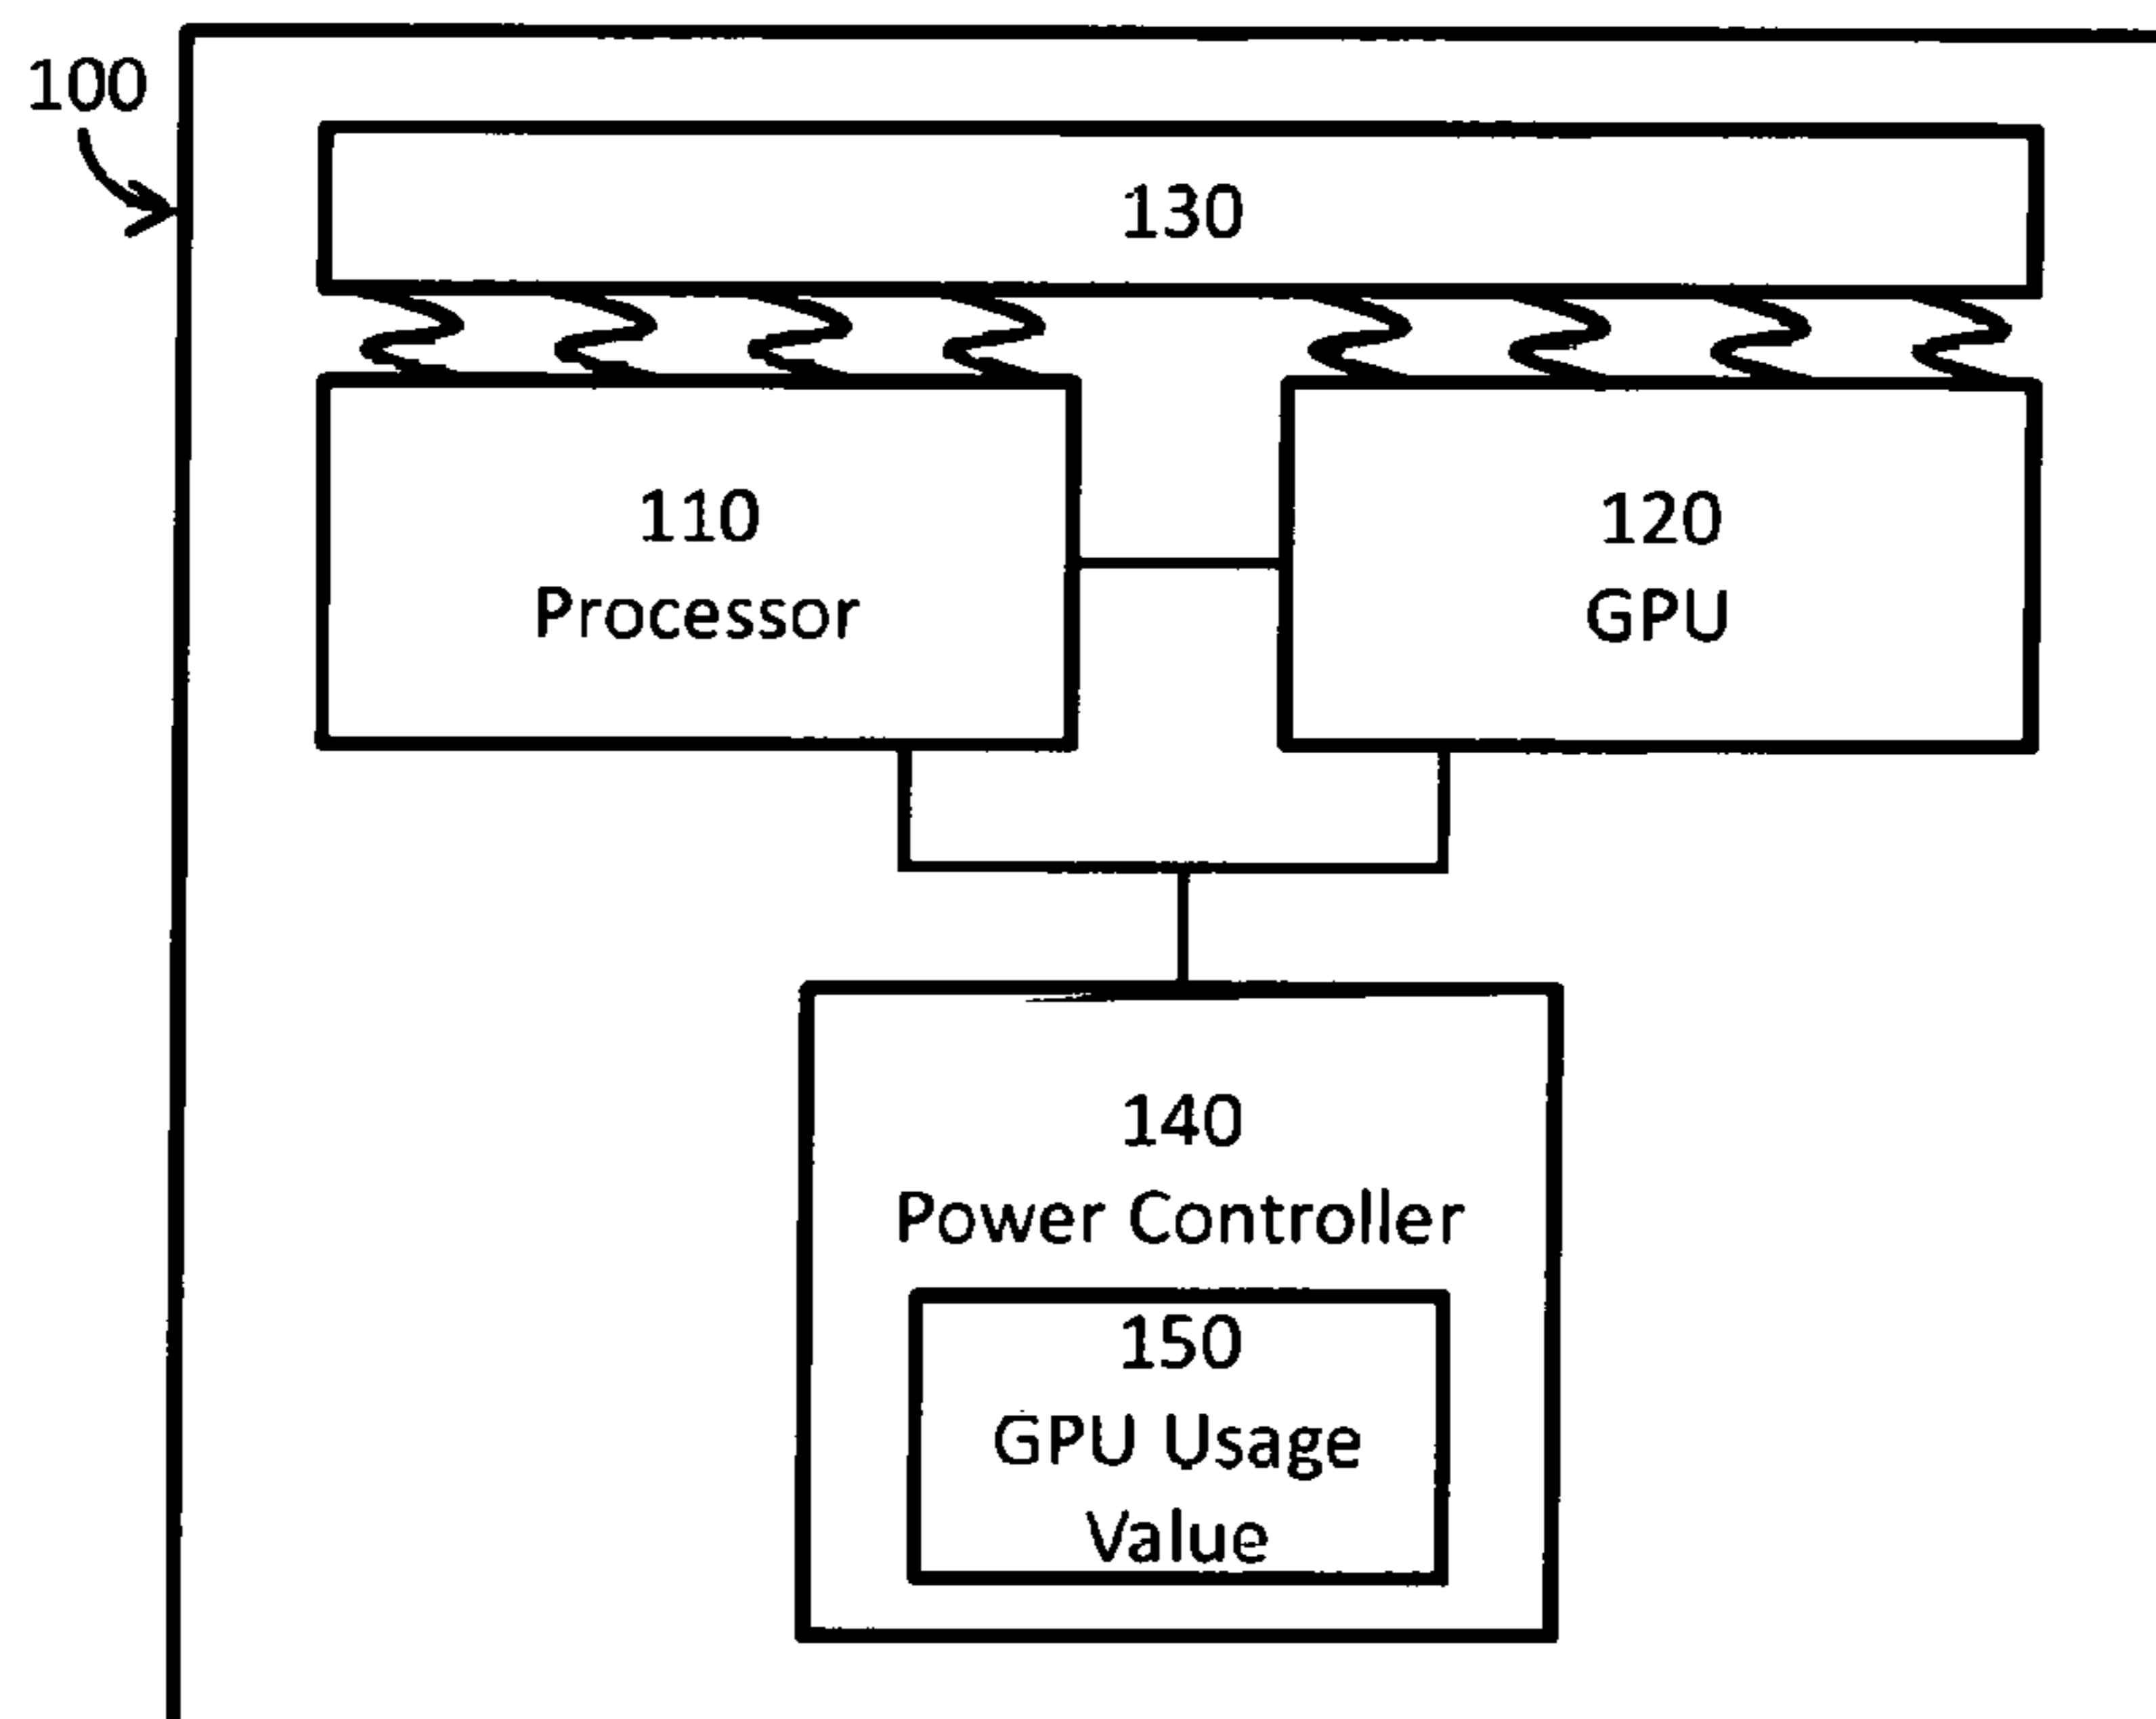 100
130
110
Processor
120
GPU
140
Power Controller
150
GPU Usage
Value